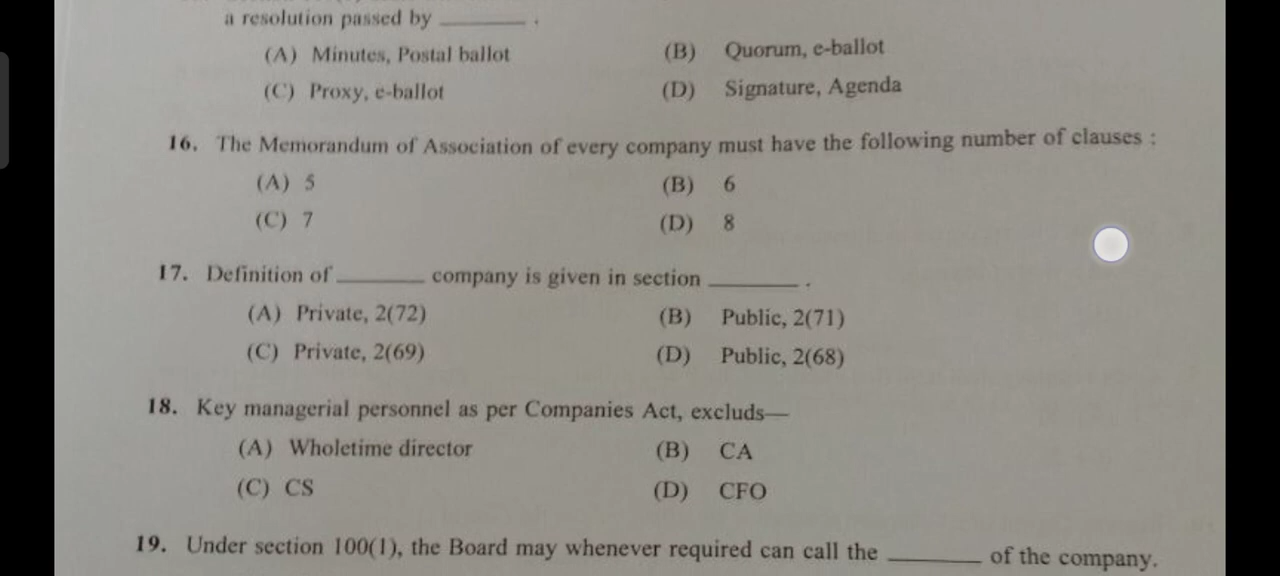 a resolution passed by ________ .
(A) Minutes, Postal ballot (B) Quorum, e-ballot
(C) Proxy, e-ballot (D) Signature, Agenda
16. The Memorandum of Association of every company must have the following number of clauses :
(A) 5 (B) 6
(C) 7 (D) 8
17. Definition of ________ company is given in section ________ .
(A) Private, 2(72) (B) Public, 2(71)
(C) Private, 2(69) (D) Public, 2(68)
18. Key managerial personnel as per Companies Act, excluds—
(A) Wholetime director (B) CA
(C) CS (D) CFO
19. Under section 100(1), the Board may whenever required can call the ________ of the company.